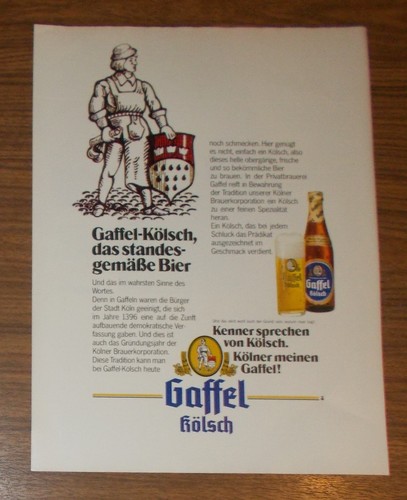 Gaffel-Kölsch,
das standes-
gemäße Bier
Und das im wahrsten Sinne des
Wortes.
Denn in Gaffeln waren die Bürger
der Stadt Köln geeinigt, die sich
im Jahre 1396 eine auf die Zunft
aufbauende demokratische Ver-
fassung gaben. Und dies ist
auch das Gründungsjahr der
Kölner Brauerkorporation.
Diese Tradition kann man
bei Gaffel-Kölsch heute
noch schmecken. Hier genügt
es nicht, einfach ein Kölsch, also
dieses helle obergärige, frische
und so bekömmliche Bier
zu brauen. In der Privatbrauerei
Gaffel reift in Bewahrung
der Tradition unserer Kölner
Brauerkorporation ein Kölsch
zu einer feinen Spezialität
heran.
Ein Kölsch, das bei jedem
Schluck das Prädikat
ausgezeichnet im
Geschmack verdient.
Gaffel
Kölsch
Kenner sprechen
von Kölsch.
Kölner meinen
Gaffel!
Gaffel
Kölsch